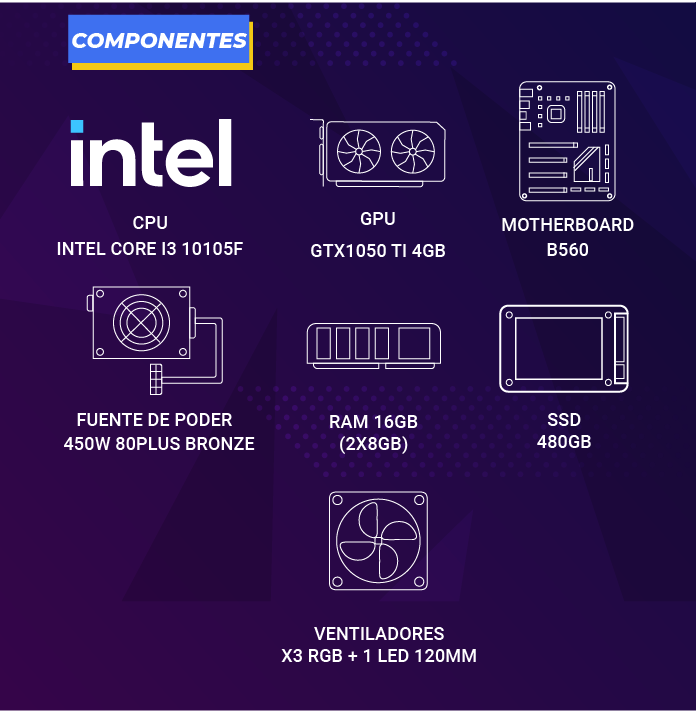 COMPONENTES
intel
CPU
INTEL CORE I3 10105F
GPU
GTX1050 TI 4GB
MOTHERBOARD
B560
FUENTE DE PODER
450W 80PLUS BRONZE
RAM 16GB
(2X8GB)
SSD
480GB
VENTILADORES
X3 RGB + 1 LED 120MM